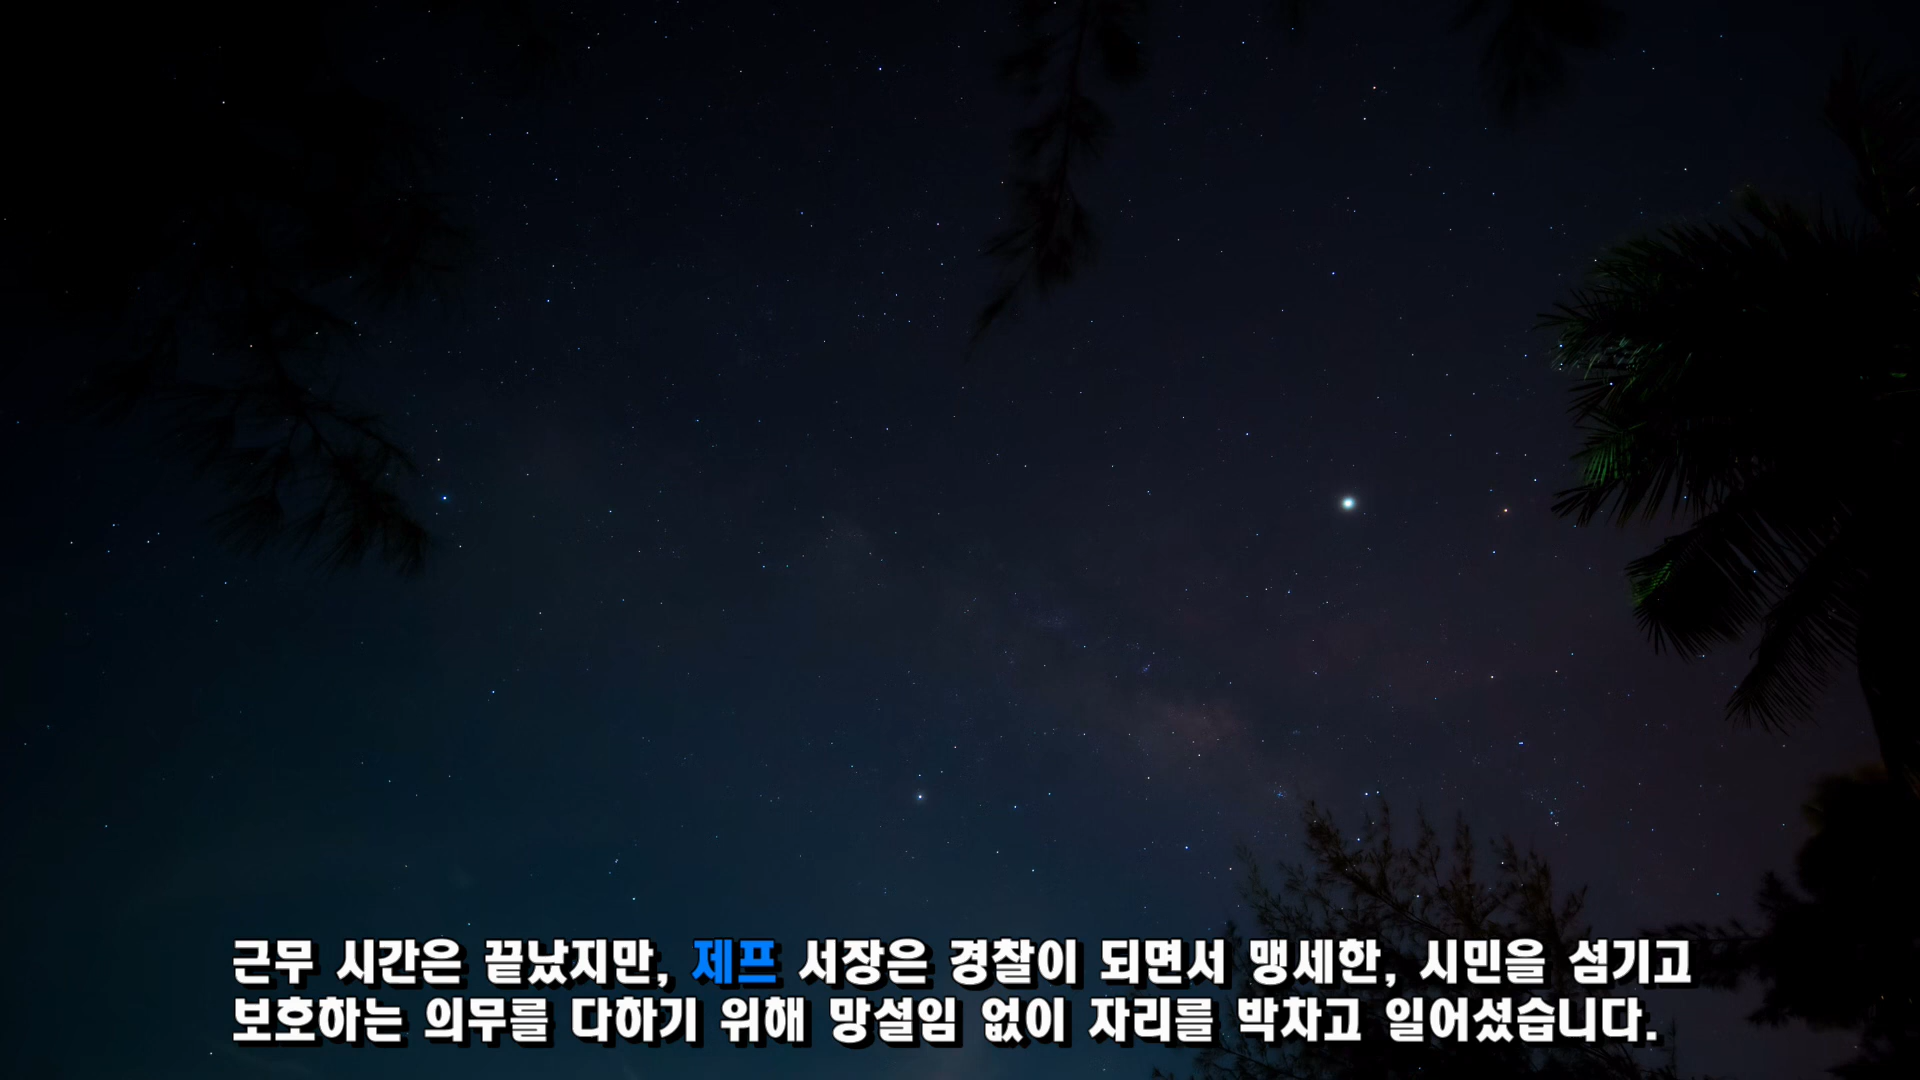 근무 시간은 끝났지만, 제프 서장은 경찰이 되면서 맹세한, 시민을 섬기고
보호하는 의무를 다하기 위해 망설임 없이 자리를 박차고 일어섰습니다.